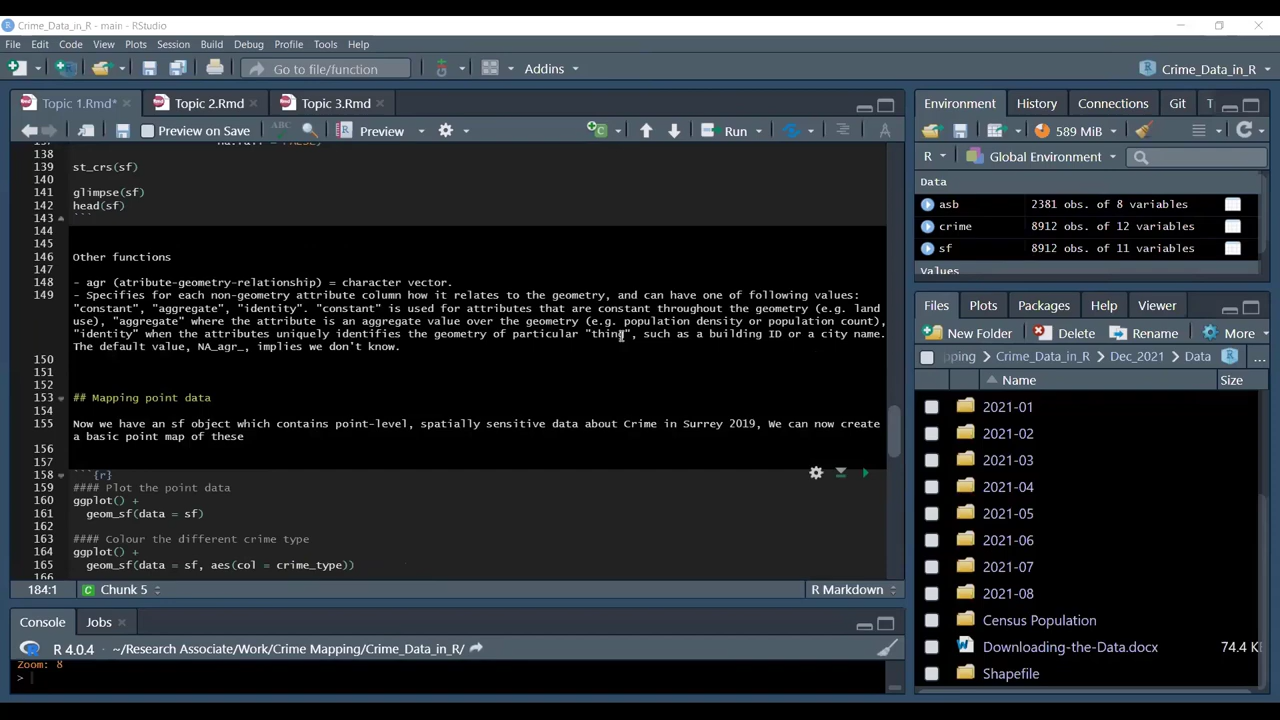 Crime_Data_in_R - main - RStudio
File Edit Code View Plots Session Build Debug Profile Tools Help
Go to file/function Addins Crime_Data_in_R
Topic 1.Rmd* Topic 2.Rmd Topic 3.Rmd
Preview on Save ABC Preview Run
138
139 st_crs(sf)
140
141 glimpse(sf)
142 head(sf)
143 ```
144
145
146 Other functions
147
148 - agr (atribute-geometry-relationship) = character vector.
149 - Specifies for each non-geometry attribute column how it relates to the geometry, and can have one of following values:
"constant", "aggregate", "identity". "constant" is used for attributes that are constant throughout the geometry (e.g. land
use), "aggregate" where the attribute is an aggregate value over the geometry (e.g. population density or population count),
"identity" when the attributes uniquely identifies the geometry of particular "thing", such as a building ID or a city name.
The default value, NA_agr_, implies we don't know.
150
151
152
153 ## Mapping point data
154
155 Now we have an sf object which contains point-level, spatially sensitive data about Crime in Surrey 2019, We can now create
a basic point map of these
156
157
158 ```{r}
159 #### Plot the point data
160 ggplot() +
161 geom_sf(data = sf)
162
163 #### Colour the different crime type
164 ggplot() +
165 geom_sf(data = sf, aes(col = crime_type))
166
184:1 Chunk 5 R Markdown
Console Jobs
R 4.0.4 · ~/Research Associate/Work/Crime Mapping/Crime_Data_in_R/
Zoom: 8
>
Environment History Connections Git T
589 MiB
R Global Environment
Data
asb 2381 obs. of 8 variables
crime 8912 obs. of 12 variables
sf 8912 obs. of 11 variables
Values
Files Plots Packages Help Viewer
New Folder Delete Rename More
pping Crime_Data_in_R Dec_2021 Data ...
Name Size
2021-01
2021-02
2021-03
2021-04
2021-05
2021-06
2021-07
2021-08
Census Population
Downloading-the-Data.docx 74.4 K
Shapefile